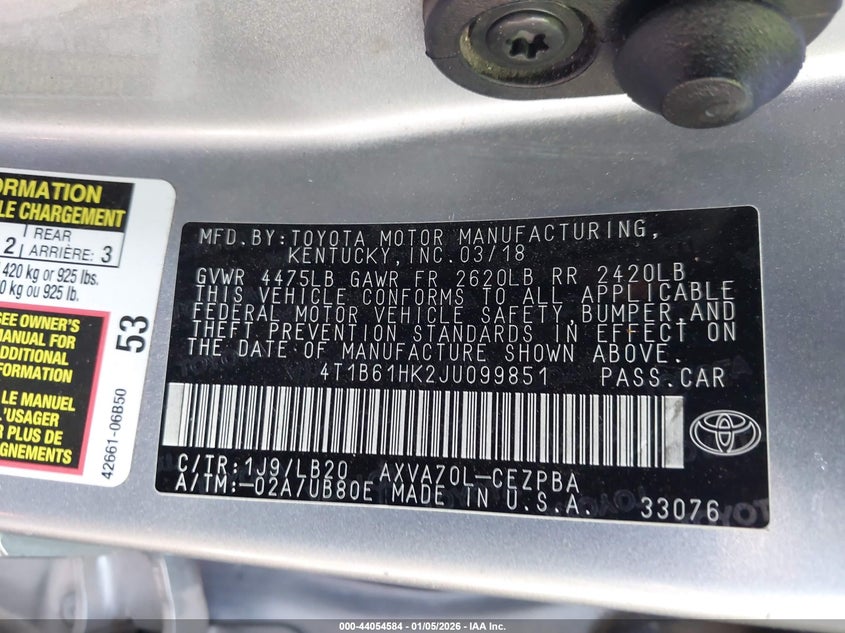 ORMATION
LE CHARGEMENT
2 REAR
ARRIÈRE: 3
420 kg or 925 lbs.
0 kg ou 925 lb.
SEE OWNER'S
MANUAL FOR
ADDITIONAL
INFORMATION
LE MANUEL
L'USAGER
R PLUS DE
GNEMENTS
53
42661-06B50
MFD.BY:TOYOTA MOTOR MANUFACTURING,
KENTUCKY,INC.03/18
GVWR 4475LB GAWR FR 2620LB RR 2420LB
THIS VEHICLE CONFORMS TO ALL APPLICABLE
FEDERAL MOTOR VEHICLE SAFETY,BUMPER,AND
THEFT PREVENTION STANDARDS IN EFFECT ON
THE DATE OF MANUFACTURE SHOWN ABOVE.
4T1B61HK2JU099851 PASS.CAR
C/TR:1J9/LB20 AXVA70L-CEZPBA
A/TM:-02A/UB80E MADE IN U.S.A. 33076
000-44054584 - 01/05/2026 - IAA Inc.